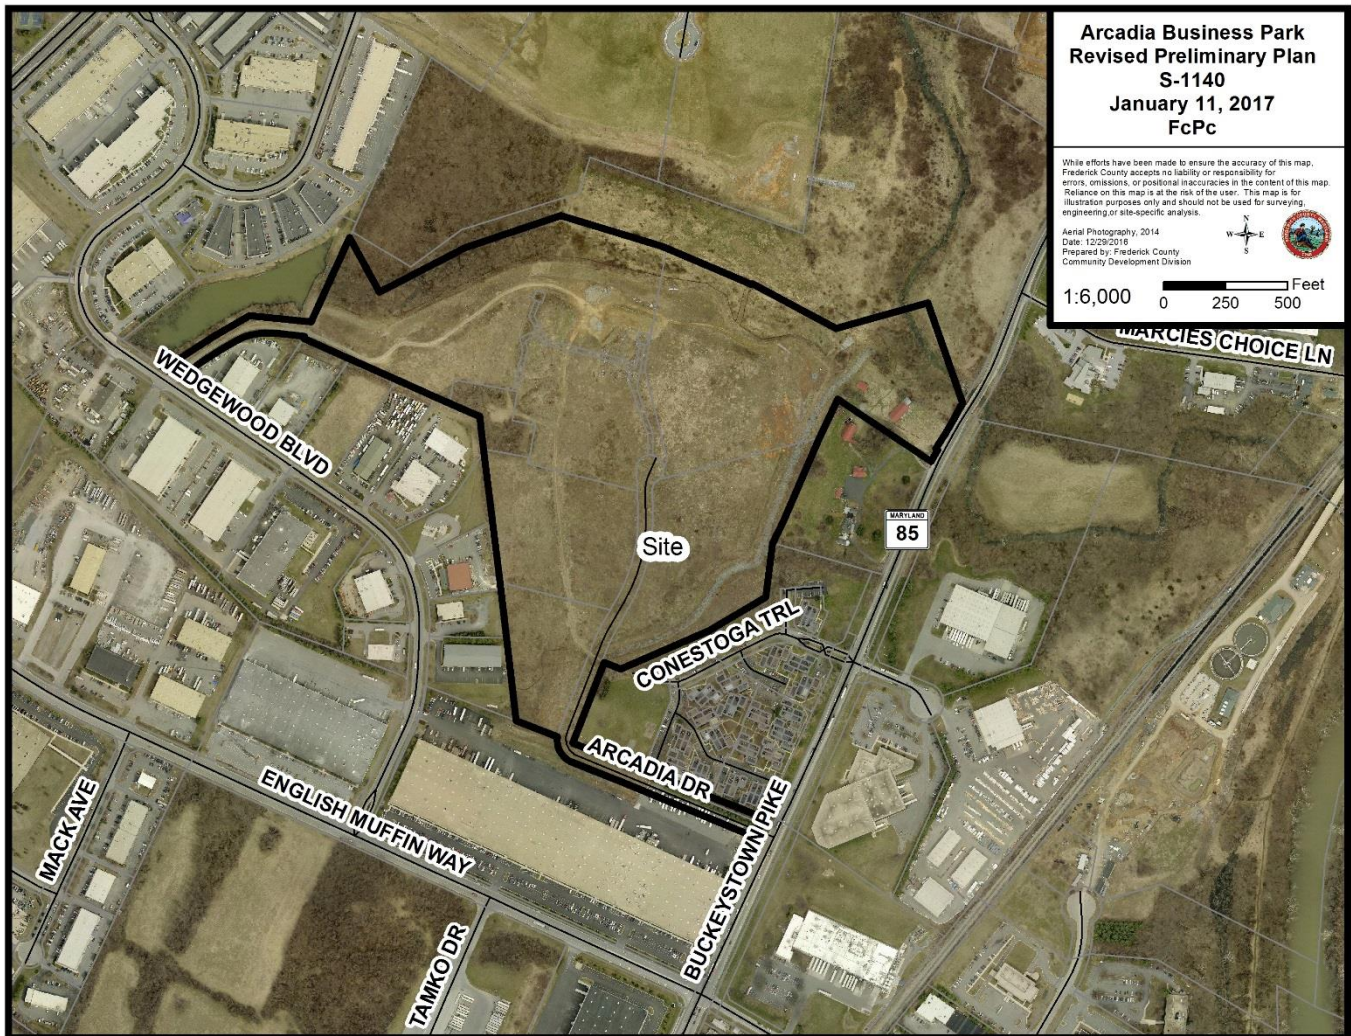 Arcadia Business Park
Revised Preliminary Plan
S-1140
January 11, 2017
FcPc
While efforts have been made to ensure the accuracy of this map,
Frederick County accepts no liability or responsibility for
errors, omissions, or positional inaccuracies in the content of this map.
Reliance on this map is at the risk of the user. This map is for
illustration purposes only and should not be used for surveying,
engineering,or site-specific analysis.
Aerial Photography, 2014
Date: 12/29/2016
Prepared by: Frederick County
Community Development Division
N
W E
S
1:6,000
Feet
0 250 500
MARCIES CHOICE LN
WEDGEWOOD BLVD
MARYLAND
85
Site
CONESTOGA TRL
ARCADIA DR
ENGLISH MUFFIN WAY
MACK AVE
BUCKEYSTOWN PIKE
TAMKO DR